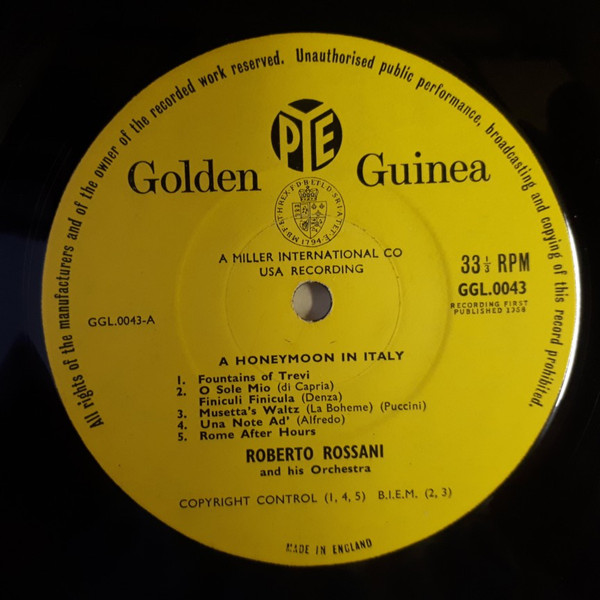 All rights of the manufacturers and of the owner of the recorded work reserved. Unauthorised public performance, broadcasting and copying of this record prohibited.
PYE
Golden Guinea
1794
A MILLER INTERNATIONAL CO
USA RECORDING
33⅓ RPM
GGL.0043
RECORDING FIRST
PUBLISHED 1958
GGL.0043-A
A HONEYMOON IN ITALY
1. Fountains of Trevi
2. O Sole Mio (di Capria)
Finiculi Finicula (Denza)
3. Musetta's Waltz (La Boheme) (Puccini)
4. Una Note Ad' (Alfredo)
5. Rome After Hours
ROBERTO ROSSANI
and his Orchestra
COPYRIGHT CONTROL (1, 4, 5) B.I.E.M. (2, 3)
MADE IN ENGLAND